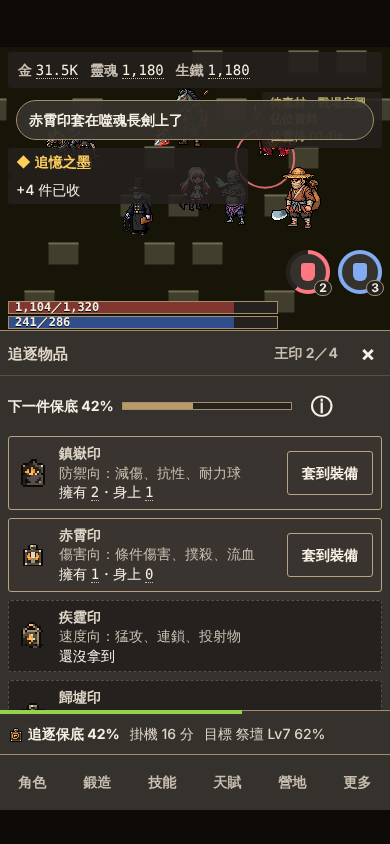 金 31.5K 靈魂 1,180 生鐵 1,180
赤霄印套在噬魂長劍上了
◆ 追憶之墨
+4 件已收
2
3
1,104/1,320
241/286
追逐物品
王印 2/4
×
下一件保底 42%
鎮嶽印
防禦向：減傷、抗性、耐力球
擁有 2・身上 1
套到裝備
赤霄印
傷害向：條件傷害、撲殺、流血
擁有 1・身上 0
套到裝備
疾霆印
速度向：猛攻、連鎖、投射物
還沒拿到
歸墟印
追逐保底 42% 掛機 16 分 目標 祭壇 Lv7 62%
角色 鍛造 技能 天賦 營地 更多